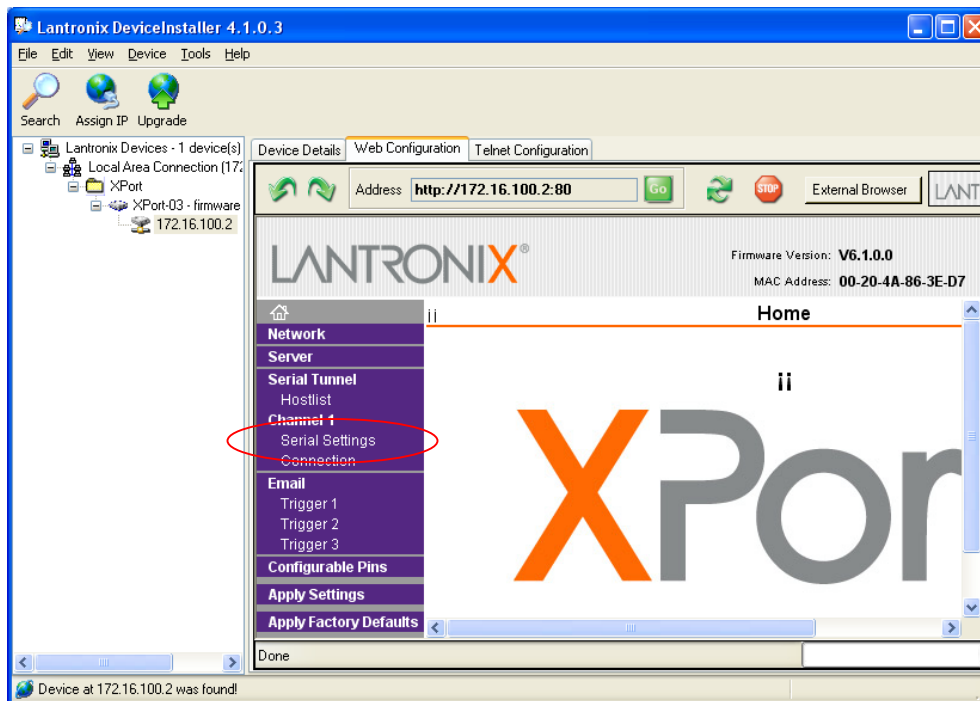 Lantronix DeviceInstaller 4.1.0.3
File Edit View Device Tools Help
Search Assign IP Upgrade
Lantronix Devices - 1 device(s)
Local Area Connection (172
XPort
XPort-03 - firmware
172.16.100.2
Device Details Web Configuration Telnet Configuration
Address http://172.16.100.2:80 Go STOP External Browser LANT
LANTRONIX®
Firmware Version: V6.1.0.0
MAC Address: 00-20-4A-86-3E-D7
Network
Server
Serial Tunnel
Hostlist
Channel 1
Serial Settings
Connection
Email
Trigger 1
Trigger 2
Trigger 3
Configurable Pins
Apply Settings
Apply Factory Defaults
¡¡ Home
¡¡
XPor
Done
Device at 172.16.100.2 was found!